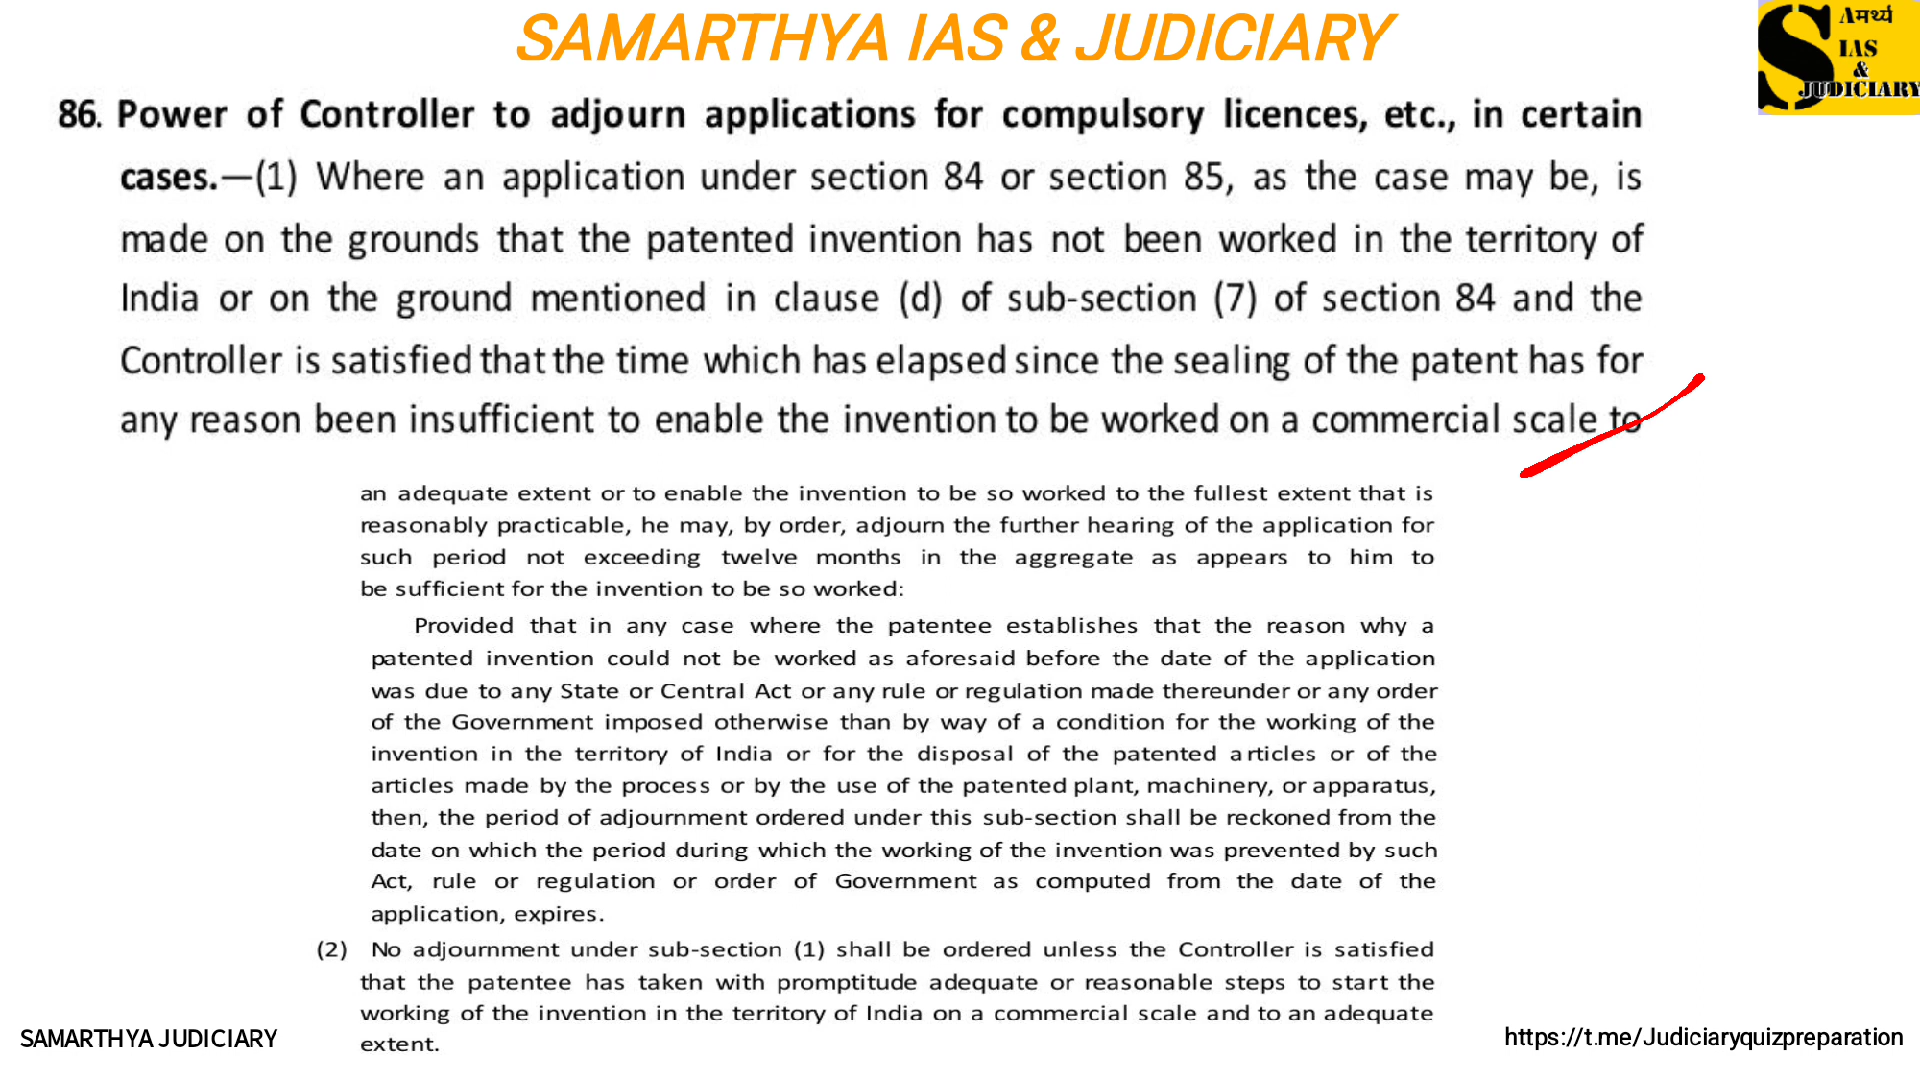 SAMARTHYA IAS & JUDICIARY
Aमर्थ्य
IAS
&
JUDICIARY
86. Power of Controller to adjourn applications for compulsory licences, etc., in certain
cases.—(1) Where an application under section 84 or section 85, as the case may be, is
made on the grounds that the patented invention has not been worked in the territory of
India or on the ground mentioned in clause (d) of sub-section (7) of section 84 and the
Controller is satisfied that the time which has elapsed since the sealing of the patent has for
any reason been insufficient to enable the invention to be worked on a commercial scale to
an adequate extent or to enable the invention to be so worked to the fullest extent that is
reasonably practicable, he may, by order, adjourn the further hearing of the application for
such period not exceeding twelve months in the aggregate as appears to him to
be sufficient for the invention to be so worked:
Provided that in any case where the patentee establishes that the reason why a
patented invention could not be worked as aforesaid before the date of the application
was due to any State or Central Act or any rule or regulation made thereunder or any order
of the Government imposed otherwise than by way of a condition for the working of the
invention in the territory of India or for the disposal of the patented articles or of the
articles made by the process or by the use of the patented plant, machinery, or apparatus,
then, the period of adjournment ordered under this sub-section shall be reckoned from the
date on which the period during which the working of the invention was prevented by such
Act, rule or regulation or order of Government as computed from the date of the
application, expires.
(2) No adjournment under sub-section (1) shall be ordered unless the Controller is satisfied
that the patentee has taken with promptitude adequate or reasonable steps to start the
working of the invention in the territory of India on a commercial scale and to an adequate
extent.
SAMARTHYA JUDICIARY
https://t.me/Judiciaryquizpreparation